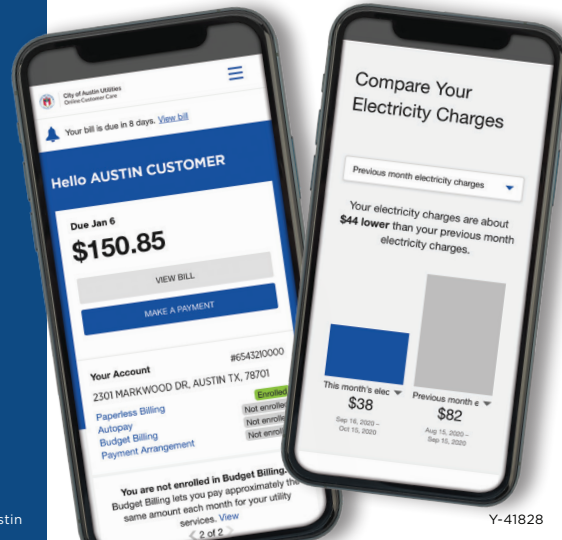 City of Austin Utilities
Online Customer Care
Your bill is due in 8 days. View bill
Hello AUSTIN CUSTOMER
Due Jan 6
$150.85
VIEW BILL
MAKE A PAYMENT
Your Account #6543210000
2301 MARKWOOD DR, AUSTIN TX, 78701
Paperless Billing Enrolled
Autopay Not enrolle
Budget Billing Not enrolle
Payment Arrangement Not enroll
You are not enrolled in Budget Billing.
Budget Billing lets you pay approximately the
same amount each month for your utility
services. View
< 2 of 2 >
Compare Your
Electricity Charges
Previous month electricity charges
Your electricity charges are about
$44 lower than your previous month
electricity charges.
This month's elec
$38
Sep 16, 2020 –
Oct 15, 2020
Previous month e
$82
Aug 15, 2020 –
Sep 15, 2020
stin
Y-41828